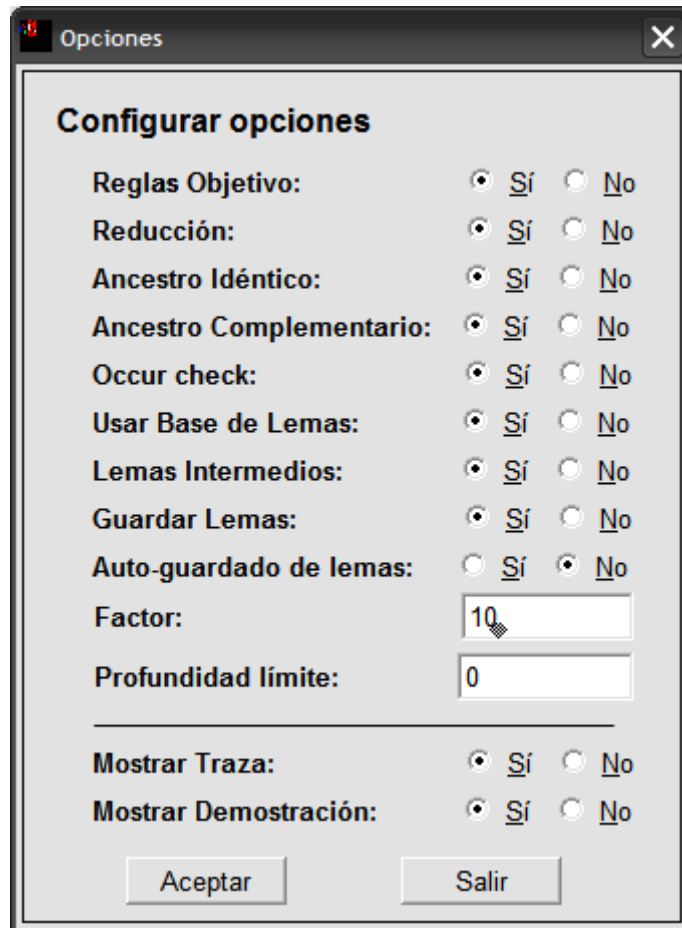 Opciones
Configurar opciones
Reglas Objetivo: Sí No
Reducción: Sí No
Ancestro Idéntico: Sí No
Ancestro Complementario: Sí No
Occur check: Sí No
Usar Base de Lemas: Sí No
Lemas Intermedios: Sí No
Guardar Lemas: Sí No
Auto-guardado de lemas: Sí No
Factor: 10
Profundidad límite: 0
Mostrar Traza: Sí No
Mostrar Demostración: Sí No
Aceptar Salir